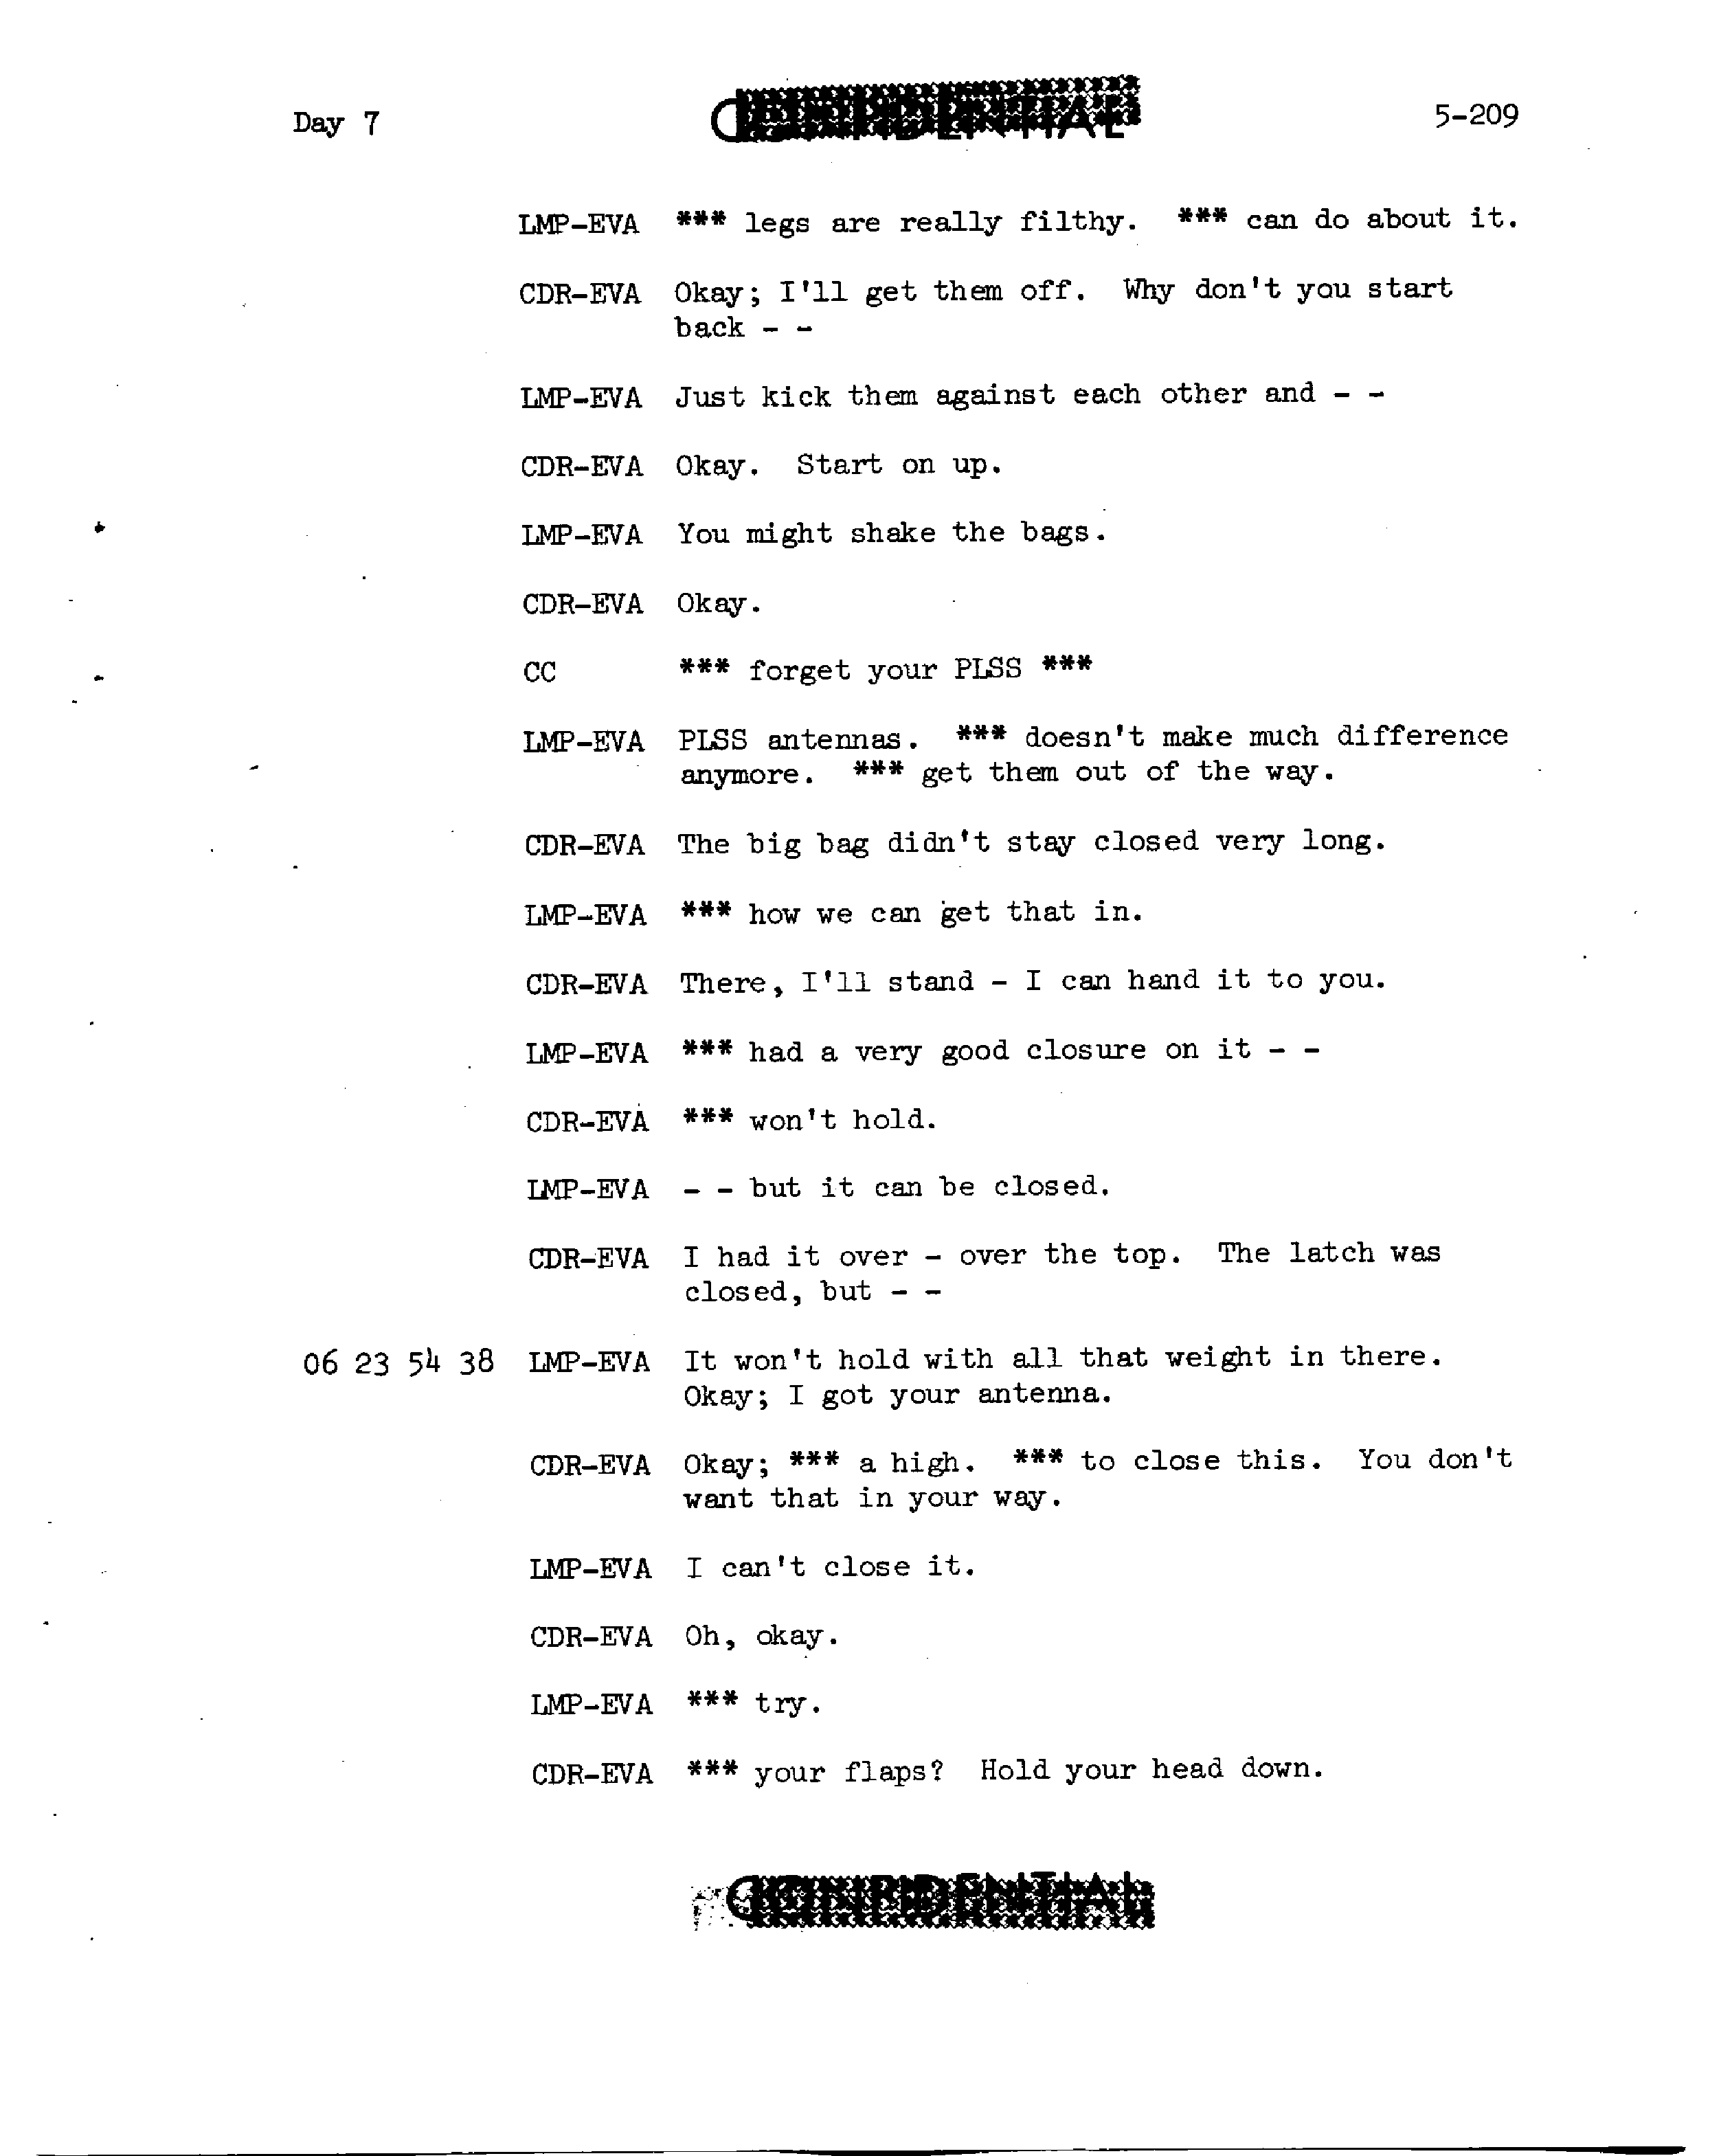 Day 7 CONFIDENTIAL 5-209
LMP-EVA *** legs are really filthy. *** can do about it.
CDR-EVA Okay; I'll get them off. Why don't you start
back - -
LMP-EVA Just kick them against each other and - -
CDR-EVA Okay. Start on up.
LMP-EVA You might shake the bags.
CDR-EVA Okay.
CC *** forget your PLSS ***
LMP-EVA PLSS antennas. *** doesn't make much difference
anymore. *** get them out of the way.
CDR-EVA The big bag didn't stay closed very long.
LMP-EVA *** how we can get that in.
CDR-EVA There, I'll stand - I can hand it to you.
LMP-EVA *** had a very good closure on it - -
CDR-EVA *** won't hold.
LMP-EVA - - but it can be closed.
CDR-EVA I had it over - over the top. The latch was
closed, but - -
06 23 54 38 LMP-EVA It won't hold with all that weight in there.
Okay; I got your antenna.
CDR-EVA Okay; *** a high. *** to close this. You don't
want that in your way.
LMP-EVA I can't close it.
CDR-EVA Oh, okay.
LMP-EVA *** try.
CDR-EVA *** your flaps? Hold your head down.
CONFIDENTIAL